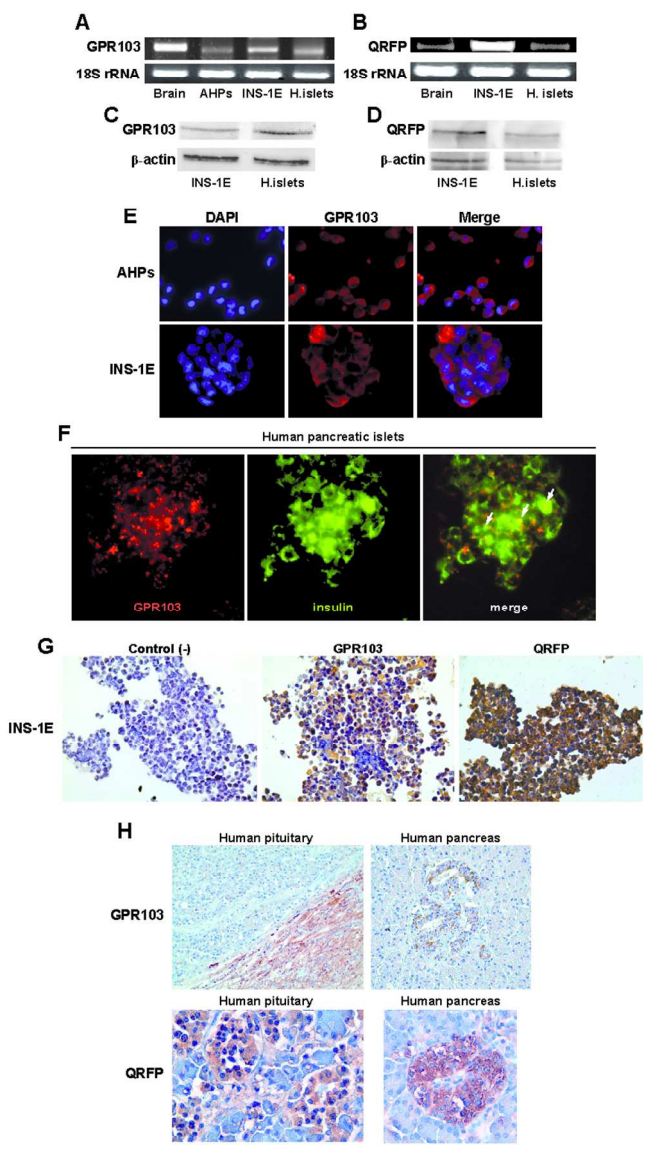 A
B
GPR103
QRFP
18S rRNA
18S rRNA
Brain AHPs INS-1E H.islets
Brain INS-1E H. islets
C
D
GPR103
QRFP
β-actin
β-actin
INS-1E H.islets
INS-1E H.islets
E
DAPI GPR103 Merge
AHPs
INS-1E
F
Human pancreatic islets
GPR103 insulin merge
G
Control (-) GPR103 QRFP
INS-1E
H
Human pituitary Human pancreas
GPR103
Human pituitary Human pancreas
QRFP